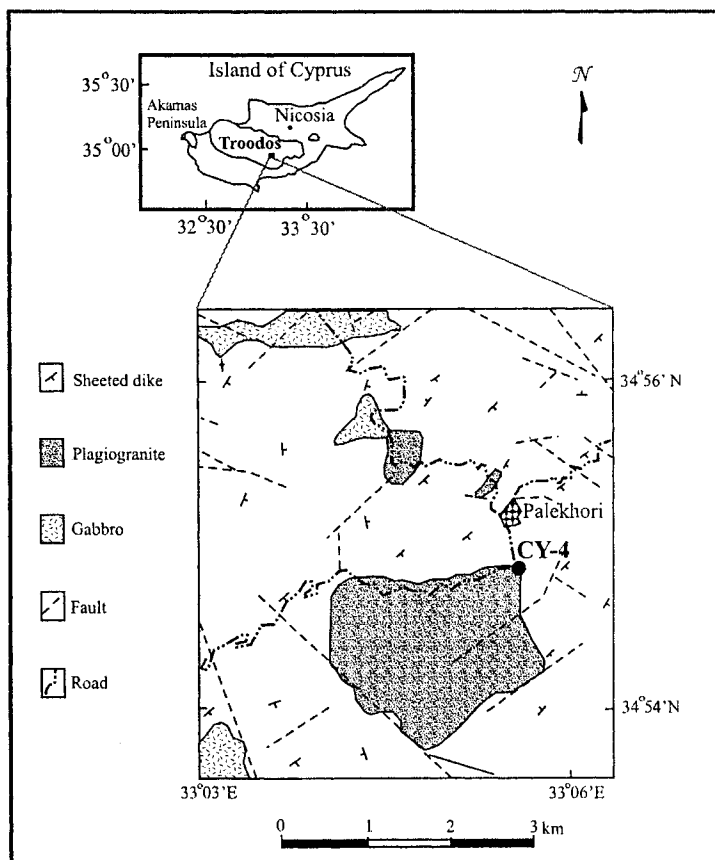 Island of Cyprus
N
35°30'
Akamas
Peninsula
Nicosia
Troodos
35°00'
32°30'
33°30'
Sheeted dike
34°56' N
Plagiogranite
Palekhori
Gabbro
CY-4
Fault
Road
34°54' N
33°03'E
33°06'E
0 1 2 3 km